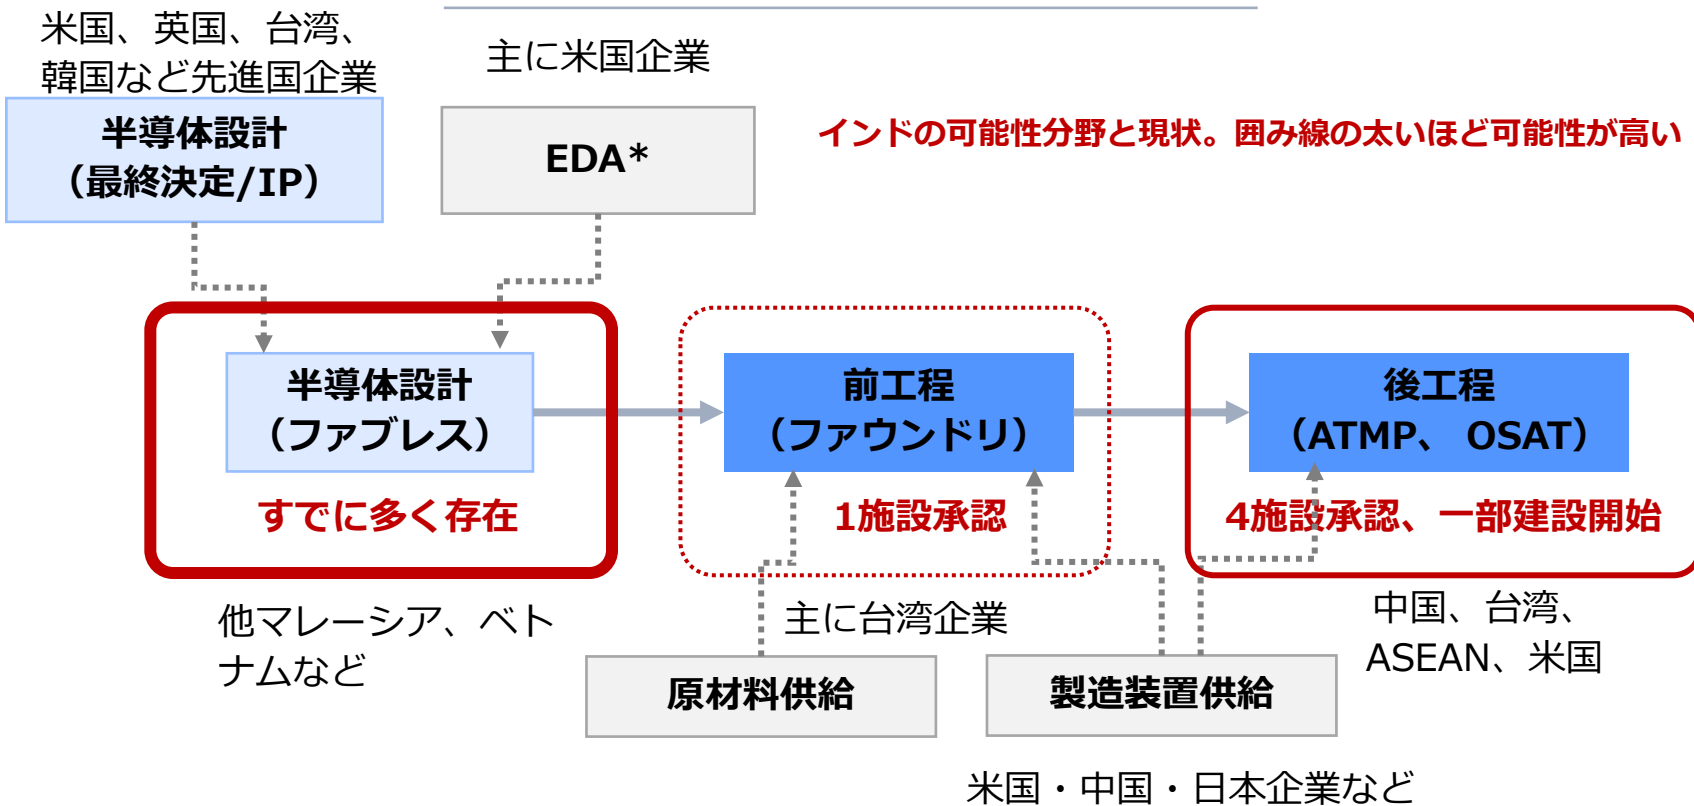 米国、英国、台湾、
韓国など先進国企業
主に米国企業
半導体設計
（最終決定/IP）
EDA*
インドの可能性分野と現状。囲み線の太いほど可能性が高い
半導体設計
（ファブレス）
すでに多く存在
前工程
（ファウンドリ）
1施設承認
後工程
（ATMP、 OSAT）
4施設承認、一部建設開始
他マレーシア、ベト
ナムなど
主に台湾企業
中国、台湾、
ASEAN、米国
原材料供給
製造装置供給
米国・中国・日本企業など